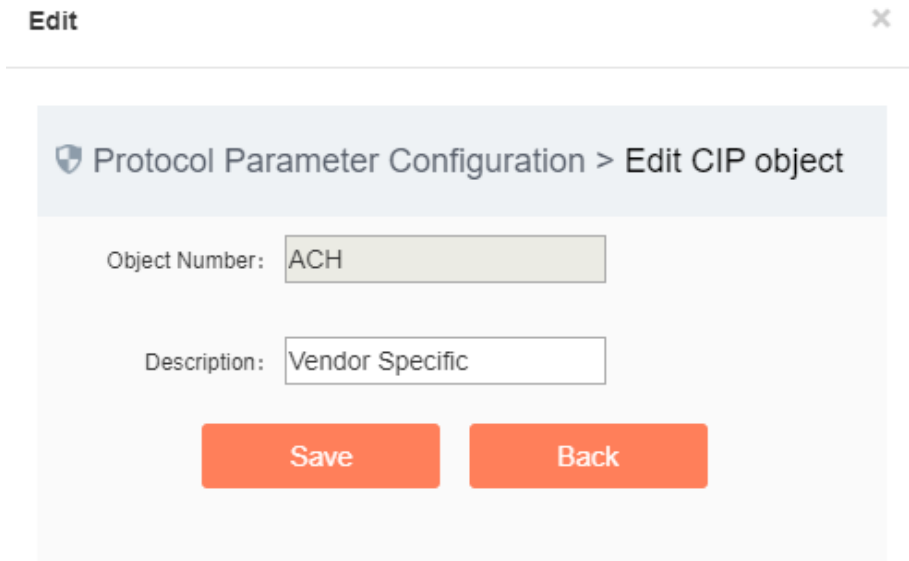 Edit ×
Protocol Parameter Configuration > Edit CIP object
Object Number: ACH
Description: Vendor Specific
Save Back